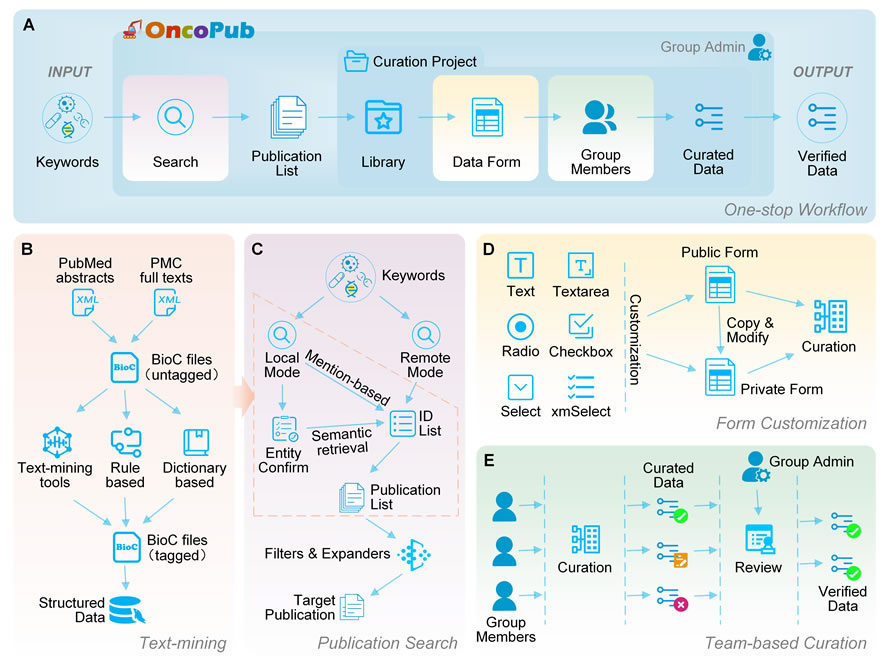 A
OncoPub
Group Admin
Curation Project
INPUT
OUTPUT
Keywords
Search
Publication
List
Library
Data Form
Group
Members
Curated
Data
Verified
Data
One-stop Workflow
B
PubMed
abstracts
PMC
full texts
XML
XML
BioC
BioC files
(untagged)
Text-mining
tools
Rule
based
Dictionary
based
BioC
BioC files
(tagged)
Structured
Data
Text-mining
C
Keywords
Local
Mode
Remote
Mode
Mention-based
ID
List
Semantic
retrieval
Entity
Confirm
Publication
List
Filters & Expanders
Target
Publication
Publication Search
D
T
Text
T
Textarea
Radio
Checkbox
Select
xmSelect
Customization
Public Form
Copy &
Modify
Private Form
Curation
Form Customization
E
Group
Members
Curation
Curated
Data
Group Admin
Review
Verified
Data
Team-based Curation